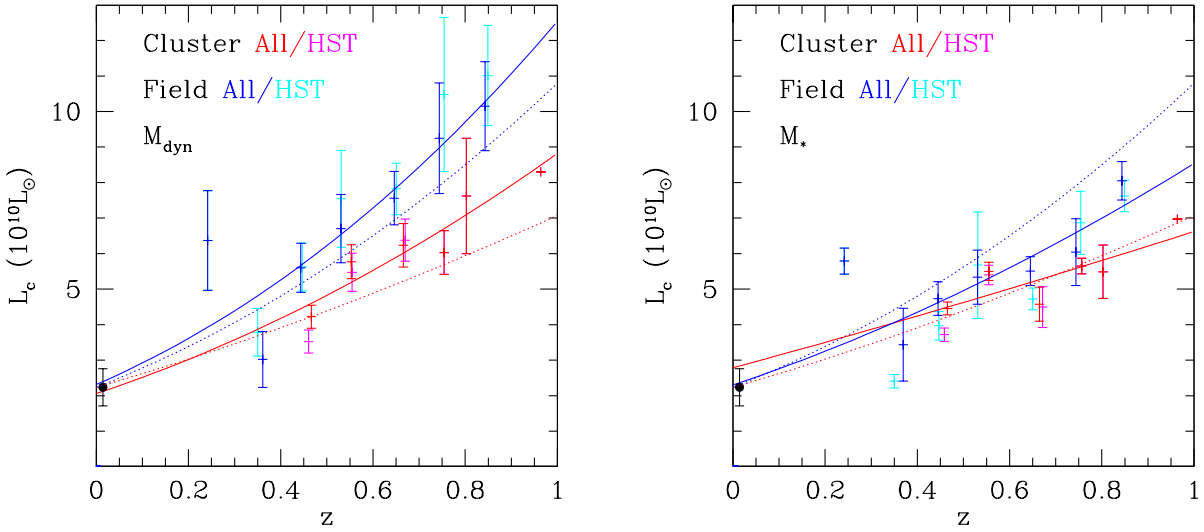 Cluster All/HST
Field All/HST
M_dyn
10
5
L_c (10^10 L_⊙)
0 0.2 0.4 0.6 0.8 1
z
Cluster All/HST
Field All/HST
M_*
10
5
L_c (10^10 L_⊙)
0 0.2 0.4 0.6 0.8 1
z